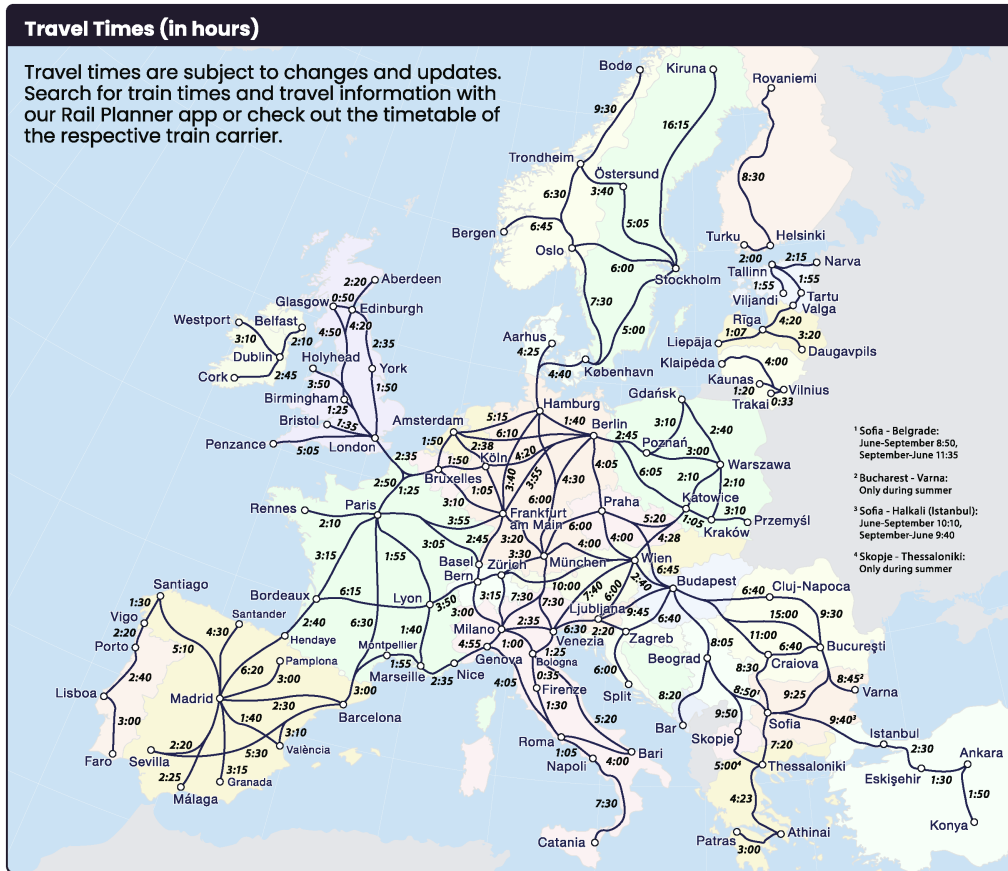 Travel Times (in hours)
Travel times are subject to changes and updates.
Search for train times and travel information with
our Rail Planner app or check out the timetable of
the respective train carrier.
Bodø
Kiruna
Rovaniemi
9:30
16:15
Trondheim
Östersund
3:40
8:30
6:30
6:45
5:05
Bergen
Oslo
Turku
Helsinki
2:00
2:15
Narva
6:00
Tallinn
Stockholm
1:55
1:55
2:20
Aberdeen
Viljandi
Tartu
Glasgow
0:50
Edinburgh
7:30
Valga
Westport
Belfast
4:50
4:20
Rīga
4:20
3:10
2:10
2:35
5:00
1:07
3:20
Aarhus
Liepāja
Dublin
Holyhead
4:25
Daugavpils
York
4:40
København
Klaipėda
4:00
Cork
2:45
3:50
1:50
Kaunas
1:20
Vilnius
Birmingham
Gdańsk
Trakai
0:33
1:25
Hamburg
Bristol
1:35
Amsterdam
5:15
1:40
Berlin
3:10
2:40
Penzance
5:05
London
1:50
6:10
2:45
Poznań
2:38
4:20
3:00
2:35
1:50
Köln
4:05
6:05
Warszawa
Bruxelles
2:50
1:25
1:05
3:40
3:55
4:30
2:10
2:10
3:10
6:00
Praha
Katowice
Rennes
Paris
3:10
2:10
3:55
Frankfurt
am Main
6:00
5:20
1:05
Kraków
Przemyśl
3:15
1:55
3:05
2:45
3:20
4:00
4:28
3:30
4:00
Basel
Zürich
München
Wien
Bern
6:45
Budapest
Cluj-Napoca
10:00
7:40
6:00
2:40
6:40
Santiago
Bordeaux
6:15
Lyon
3:50
3:15
7:30
7:30
1:30
Santander
3:00
Ljubljana
9:45
15:00
9:30
Vigo
2:40
6:30
1:40
2:35
2:20
4:30
Hendaye
Milano
6:30
2:20
Zagreb
6:40
11:00
Porto
5:10
Montpellier
4:55
1:00
Venezia
8:05
6:40
București
Pamplona
1:55
Genova
1:25
Bologna
Beograd
Craiova
6:20
3:00
Marseille
2:35
Nice
8:30
2:40
3:00
4:05
0:35
6:00
8:45²
Lisboa
Madrid
2:30
Firenze
8:20
8:50¹
9:25
Varna
3:00
1:40
Barcelona
1:30
Split
9:50
Sofia
9:40³
3:10
5:20
Bar
Roma
Skopje
Istanbul
Faro
2:20
5:30
València
1:05
Bari
7:20
2:30
Ankara
Sevilla
4:00
2:25
3:15
Granada
Napoli
5:00⁴
Thessaloniki
Eskişehir
1:30
Málaga
7:30
4:23
1:50
Konya
Catania
Patras
3:00
Athinai
¹ Sofia - Belgrade:
June-September 8:50,
September-June 11:35
² Bucharest - Varna:
Only during summer
³ Sofia - Halkali (Istanbul):
June-September 10:10,
September-June 9:40
⁴ Skopje - Thessaloniki:
Only during summer